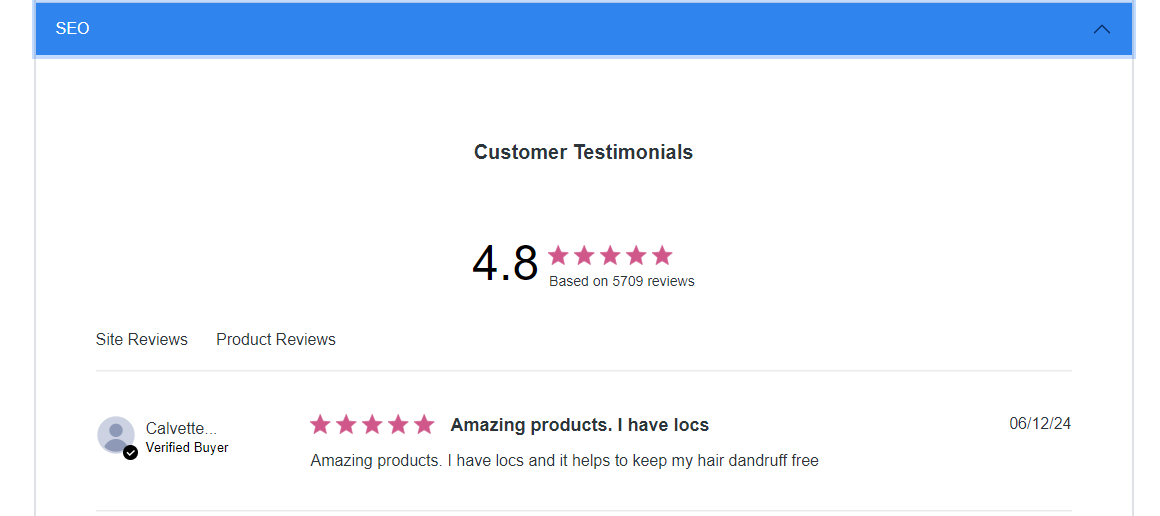 SEO
Customer Testimonials
4.8
Based on 5709 reviews
Site Reviews Product Reviews
Calvette...
Verified Buyer
Amazing products. I have locs
06/12/24
Amazing products. I have locs and it helps to keep my hair dandruff free